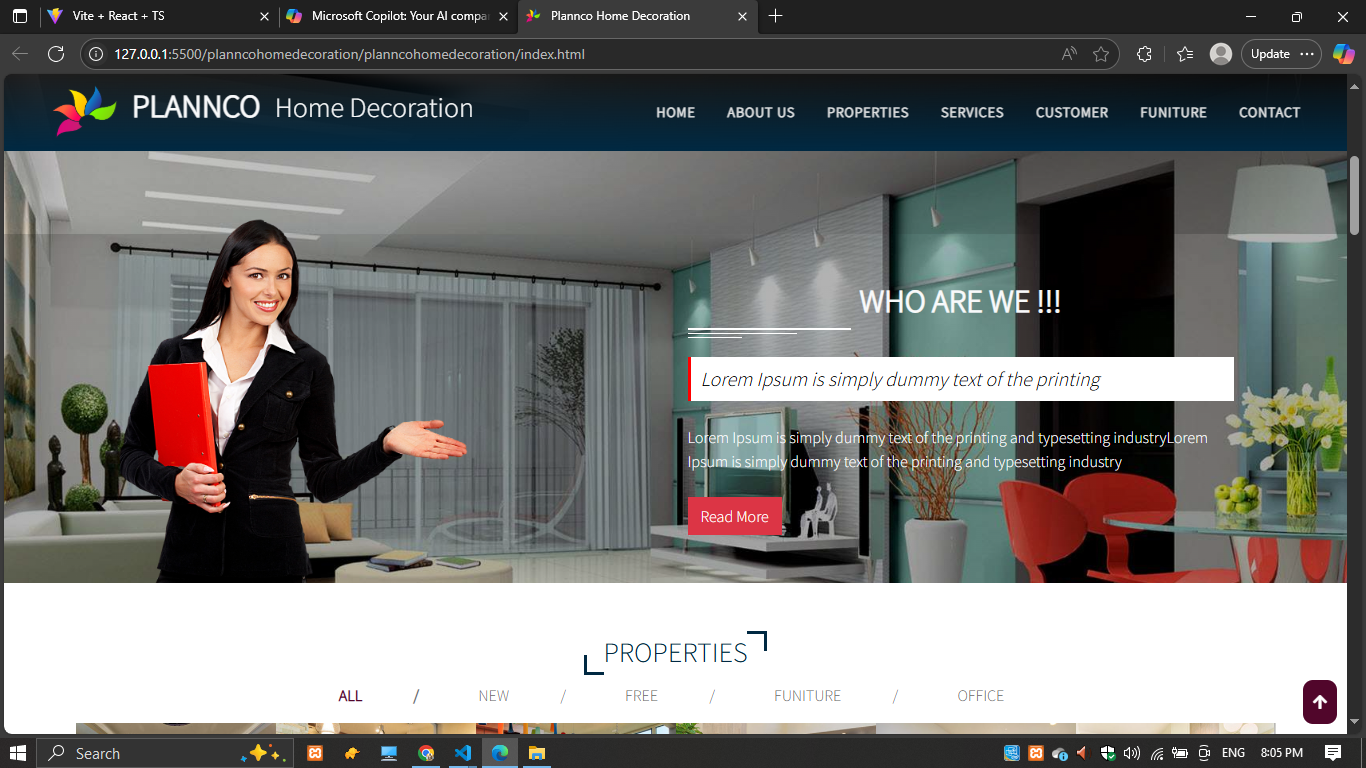 Vite + React + TS
Microsoft Copilot: Your AI compa
Plannco Home Decoration
127.0.0.1:5500/planncohomedecoration/planncohomedecoration/index.html
Update
PLANNCO Home Decoration
HOME
ABOUT US
PROPERTIES
SERVICES
CUSTOMER
FUNITURE
CONTACT
WHO ARE WE !!!
Lorem Ipsum is simply dummy text of the printing
Lorem Ipsum is simply dummy text of the printing and typesetting industryLorem
Ipsum is simply dummy text of the printing and typesetting industry
Read More
PROPERTIES
ALL / NEW / FREE / FUNITURE / OFFICE
Search
ENG
8:05 PM